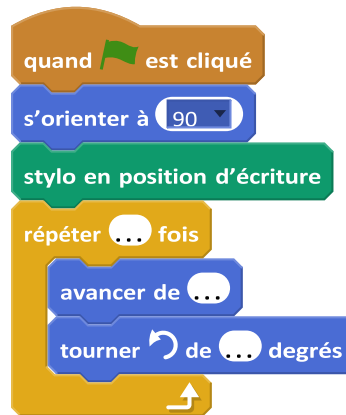 quand est cliqué
s’orienter à 90
stylo en position d’écriture
répéter ... fois
avancer de ...
tourner de ... degrés